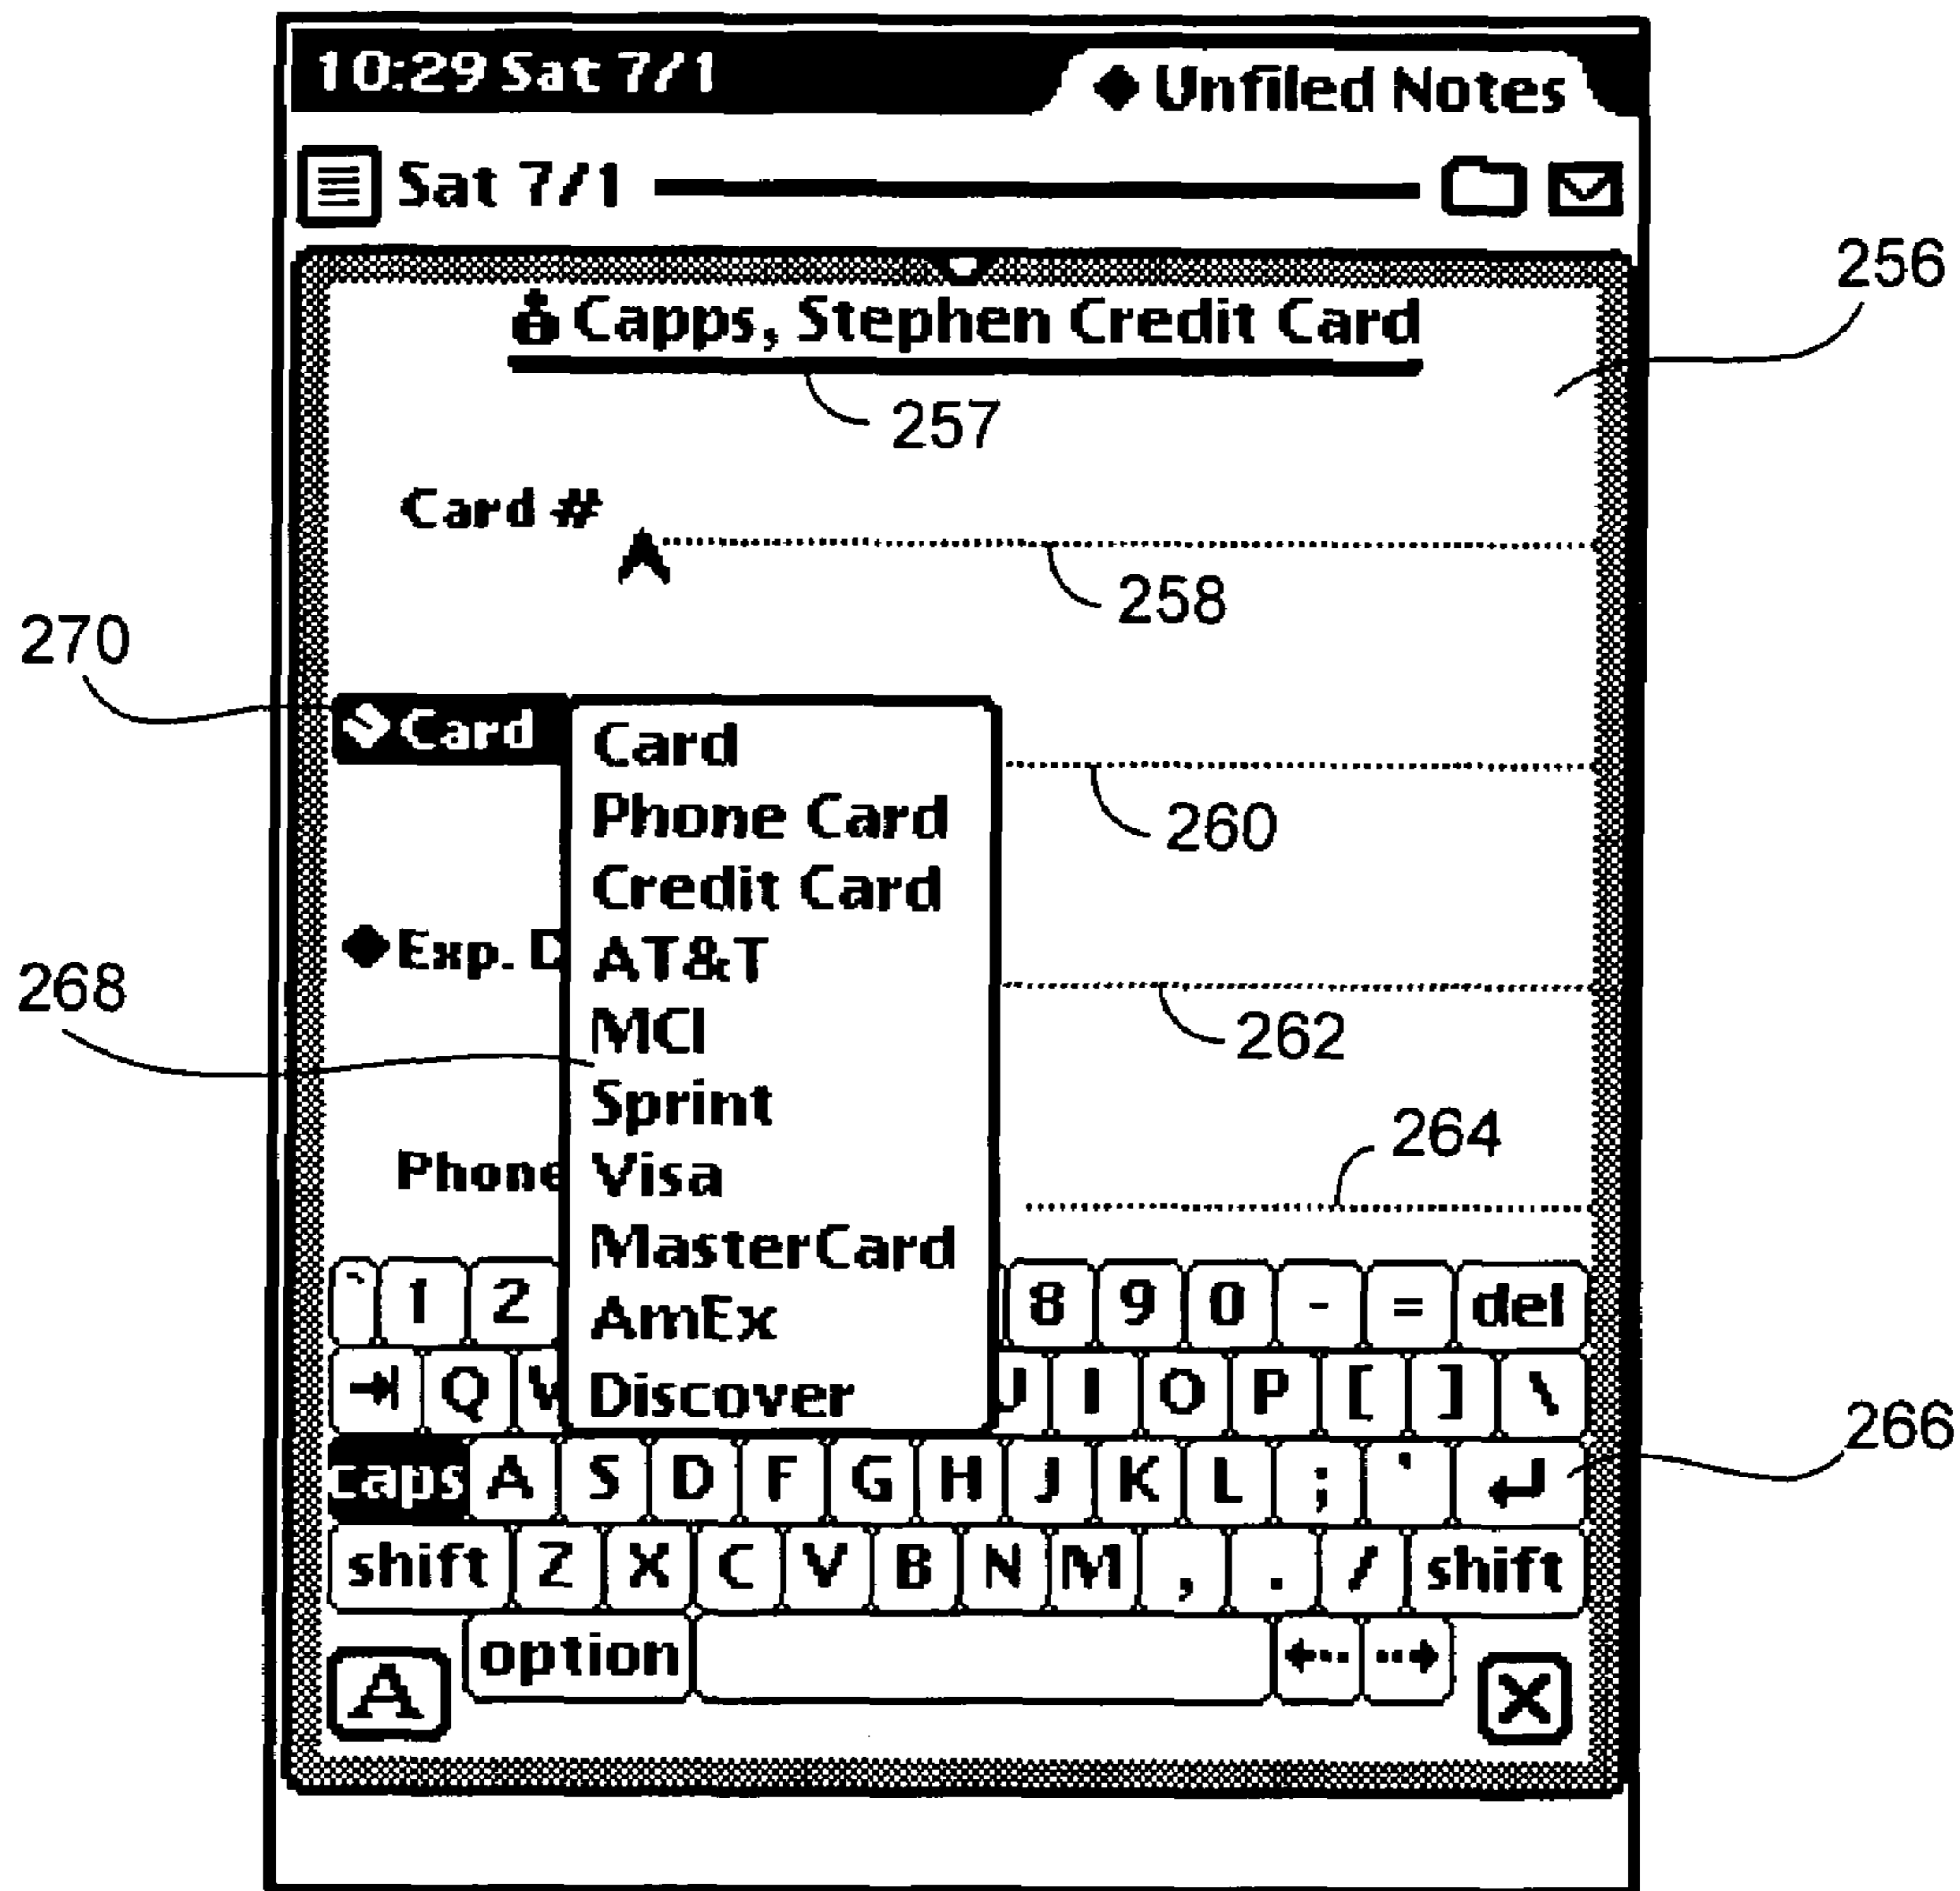 10:29 Sat 7/1 ◆ Unfiled Notes
Sat 7/1
256
Capps, Stephen Credit Card
257
Card #
258
270
Card
Card
260
Phone Card
Credit Card
◆ Exp. D
AT&T
268
262
MCI
Sprint
264
Phone
Visa
MasterCard
` 1 2 8 9 0 - = del
AmEx
Q I O P [ ] \
Discover
266
caps A S D F G H J K L ; ' 
shift Z X C V B N M , . / shift
option
A X